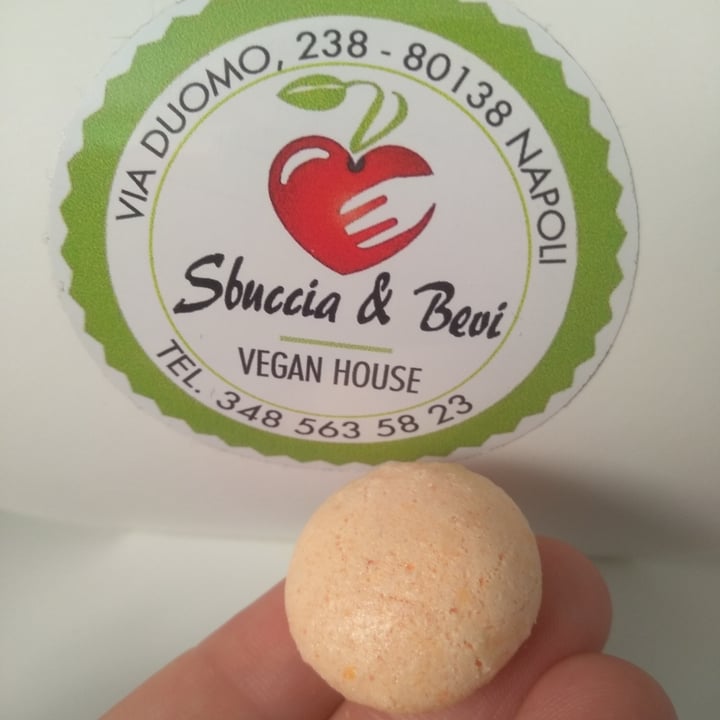 VIA DUOMO, 238 - 80138 NAPOLI
Sbuccia & Bevi
VEGAN HOUSE
TEL. 348 563 58 23